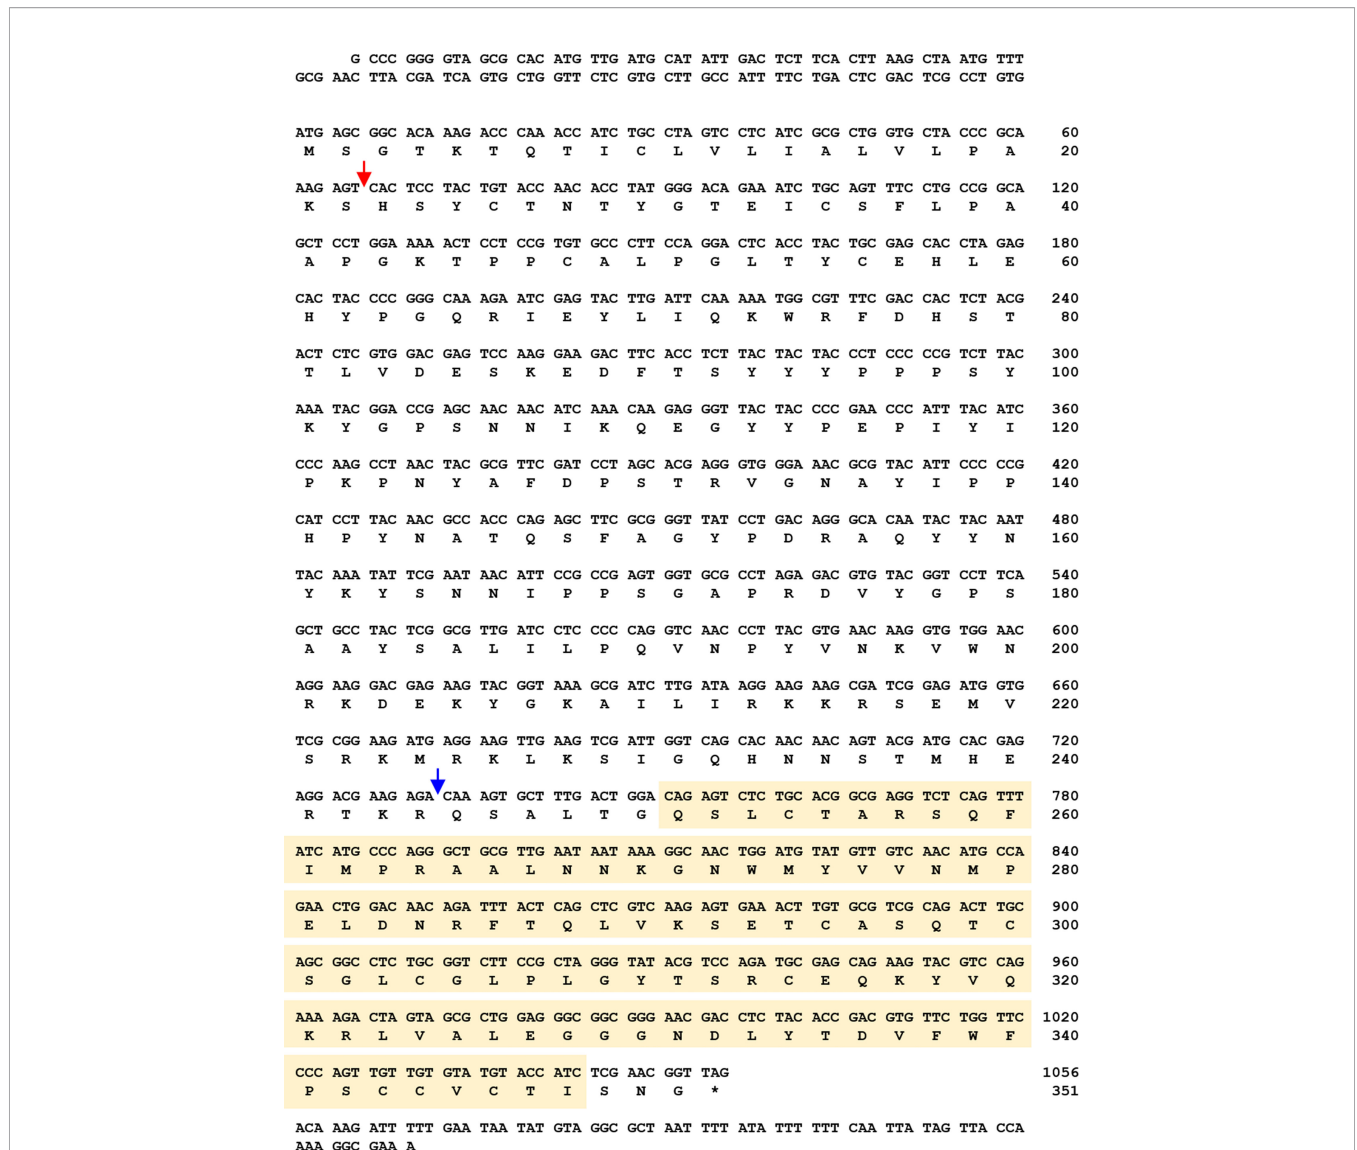 G CCC GGG GTA GCG CAC ATG TTG ATG CAT ATT GAC TCT TCA CTT AAG CTA ATG TTT
GCG AAC TTA CGA TCA GTG CTG GTT CTC GTG CTT GCC ATT TTC TGA CTC GAC TCG CCT GTG
ATG AGC GGC ACA AAG ACC CAA ACC ATC TGC CTA GTC CTC ATC GCG CTG GTG CTA CCC GCA 60
M S G T K T Q T I C L V L I A L V L P A 20
AAG AGT CAC TCC TAC TGT ACC AAC ACC TAT GGG ACA GAA ATC TGC AGT TTC CTG CCG GCA 120
K S H S Y C T N T Y G T E I C S F L P A 40
GCT CCT GGA AAA ACT CCT CCG TGT GCC CTT CCA GGA CTC ACC TAC TGC GAG CAC CTA GAG 180
A P G K T P P C A L P G L T Y C E H L E 60
CAC TAC CCC GGG CAA AGA ATC GAG TAC TTG ATT CAA AAA TGG CGT TTC GAC CAC TCT ACG 240
H Y P G Q R I E Y L I Q K W R F D H S T 80
ACT CTC GTG GAC GAG TCC AAG GAA GAC TTC ACC TCT TAC TAC TAC CCT CCC CCG TCT TAC 300
T L V D E S K E D F T S Y Y Y P P P S Y 100
AAA TAC GGA CCG AGC AAC AAC ATC AAA CAA GAG GGT TAC TAC CCC GAA CCC ATT TAC ATC 360
K Y G P S N N I K Q E G Y Y P E P I Y I 120
CCC AAG CCT AAC TAC GCG TTC GAT CCT AGC ACG AGG GTG GGA AAC GCG TAC ATT CCC CCG 420
P K P N Y A F D P S T R V G N A Y I P P 140
CAT CCT TAC AAC GCC ACC CAG AGC TTC GCG GGT TAT CCT GAC AGG GCA CAA TAC TAC AAT 480
H P Y N A T Q S F A G Y P D R A Q Y Y N 160
TAC AAA TAT TCG AAT AAC ATT CCG CCG AGT GGT GCG CCT AGA GAC GTG TAC GGT CCT TCA 540
Y K Y S N N I P P S G A P R D V Y G P S 180
GCT GCC TAC TCG GCG TTG ATC CTC CCC CAG GTC AAC CCT TAC GTG AAC AAG GTG TGG AAC 600
A A Y S A L I L P Q V N P Y V N K V W N 200
AGG AAG GAC GAG AAG TAC GGT AAA GCG ATC TTG ATA AGG AAG AAG CGA TCG GAG ATG GTG 660
R K D E K Y G K A I L I R K K R S E M V 220
TCG CGG AAG ATG AGG AAG TTG AAG TCG ATT GGT CAG CAC AAC AAC AGT ACG ATG CAC GAG 720
S R K M R K L K S I G Q H N N S T M H E 240
AGG ACG AAG AGA CAA AGT GCT TTG ACT GGA CAG AGT CTC TGC ACG GCG AGG TCT CAG TTT 780
R T K R Q S A L T G Q S L C T A R S Q F 260
ATC ATG CCC AGG GCT GCG TTG AAT AAT AAA GGC AAC TGG ATG TAT GTT GTC AAC ATG CCA 840
I M P R A A L N N K G N W M Y V V N M P 280
GAA CTG GAC AAC AGA TTT ACT CAG CTC GTC AAG AGT GAA ACT TGT GCG TCG CAG ACT TGC 900
E L D N R F T Q L V K S E T C A S Q T C 300
AGC GGC CTC TGC GGT CTT CCG CTA GGG TAT ACG TCC AGA TGC GAG CAG AAG TAC GTC CAG 960
S G L C G L P L G Y T S R C E Q K Y V Q 320
AAA AGA CTA GTA GCG CTG GAG GGC GGC GGG AAC GAC CTC TAC ACC GAC GTG TTC TGG TTC 1020
K R L V A L E G G G N D L Y T D V F W F 340
CCC AGT TGT TGT GTA TGT ACC ATC TCG AAC GGT TAG 1056
P S C C V C T I S N G * 351
ACA AAG ATT TTT GAA TAA TAT GTA GGC GCT AAT TTT ATA TTT TTT CAA TTA TAG TTA CCA
AAA GGC GAA A